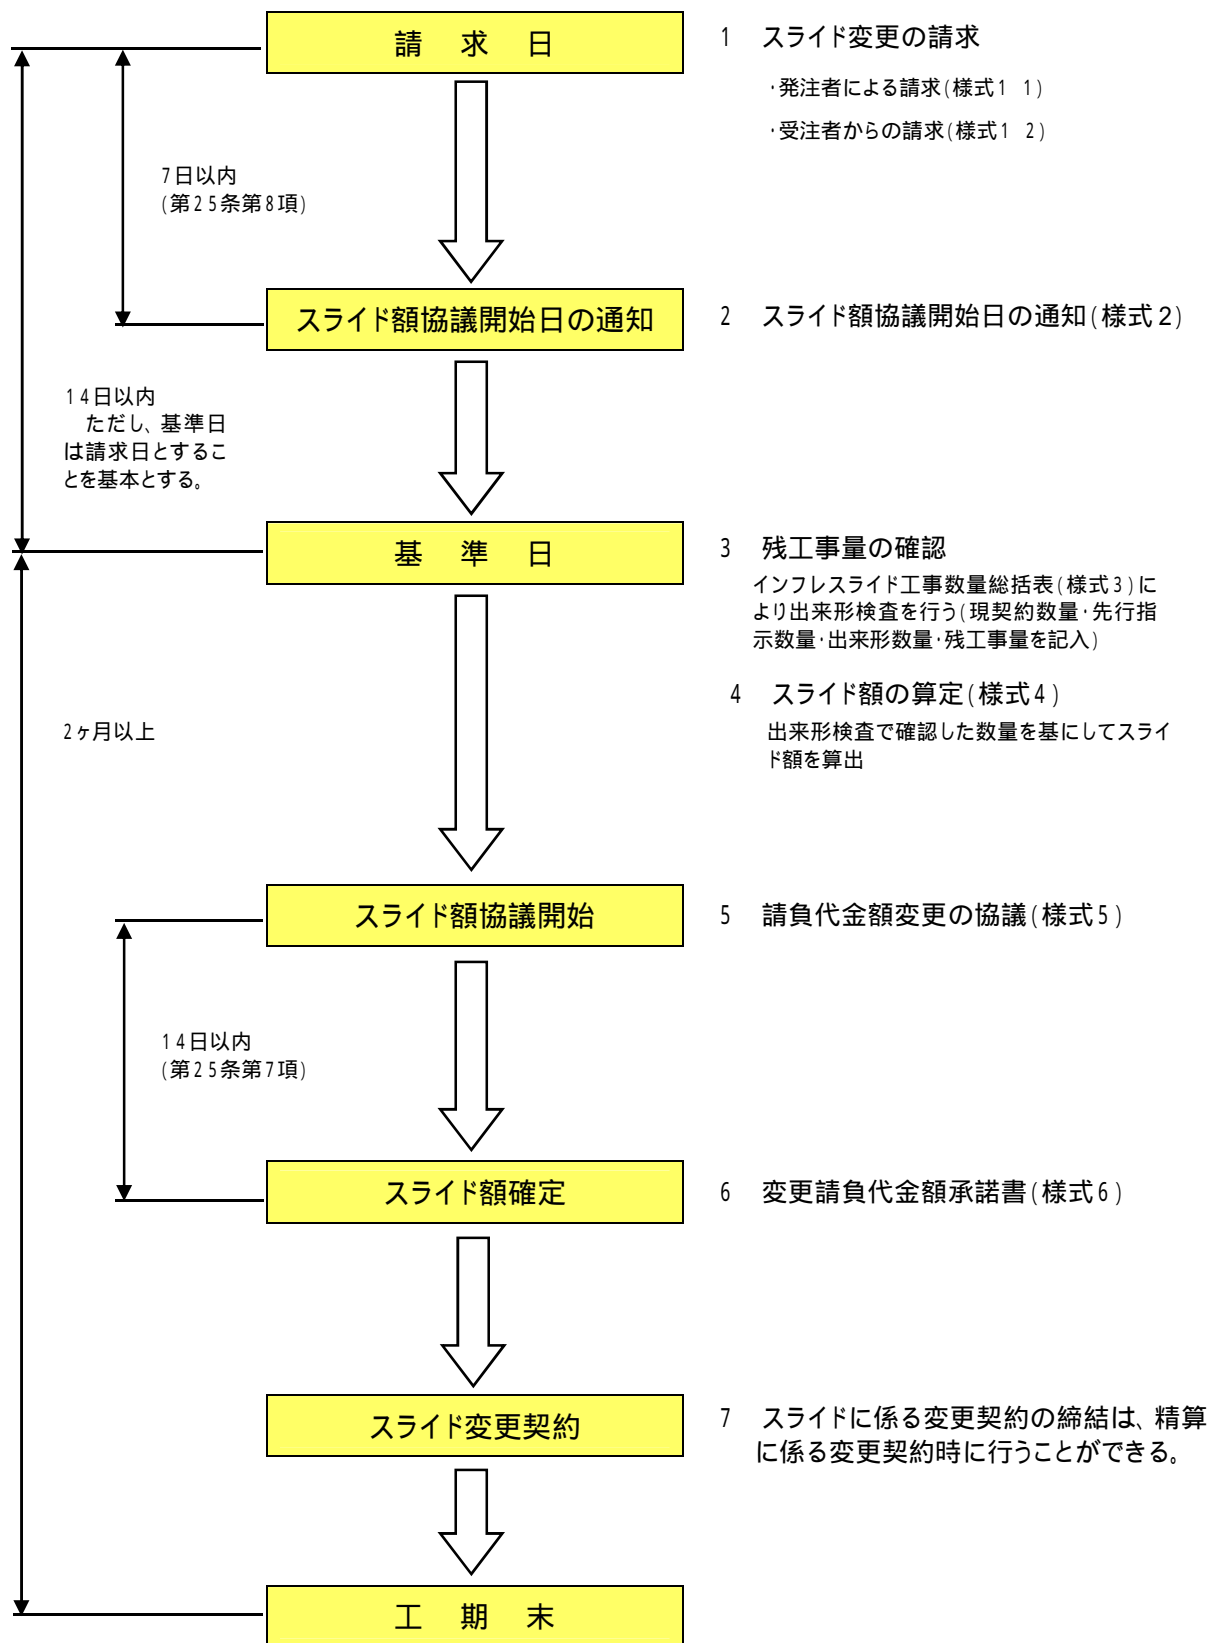 請 求 日
1 スライド変更の請求
・発注者による請求(様式1 1)
・受注者からの請求(様式1 2)
7日以内
(第25条第8項)
スライド額協議開始日の通知
2 スライド額協議開始日の通知(様式2)
14日以内
ただし、基準日
は請求日とするこ
とを基本とする。
基 準 日
3 残工事量の確認
インフレスライド工事数量総括表(様式3)に
より出来形検査を行う(現契約数量・先行指
示数量・出来形数量・残工事量を記入)
4 スライド額の算定(様式4)
出来形検査で確認した数量を基にしてスライ
ド額を算出
2ヶ月以上
スライド額協議開始
5 請負代金額変更の協議(様式5)
14日以内
(第25条第7項)
スライド額確定
6 変更請負代金額承諾書(様式6)
スライド変更契約
7 スライドに係る変更契約の締結は、精算
に係る変更契約時に行うことができる。
工 期 末